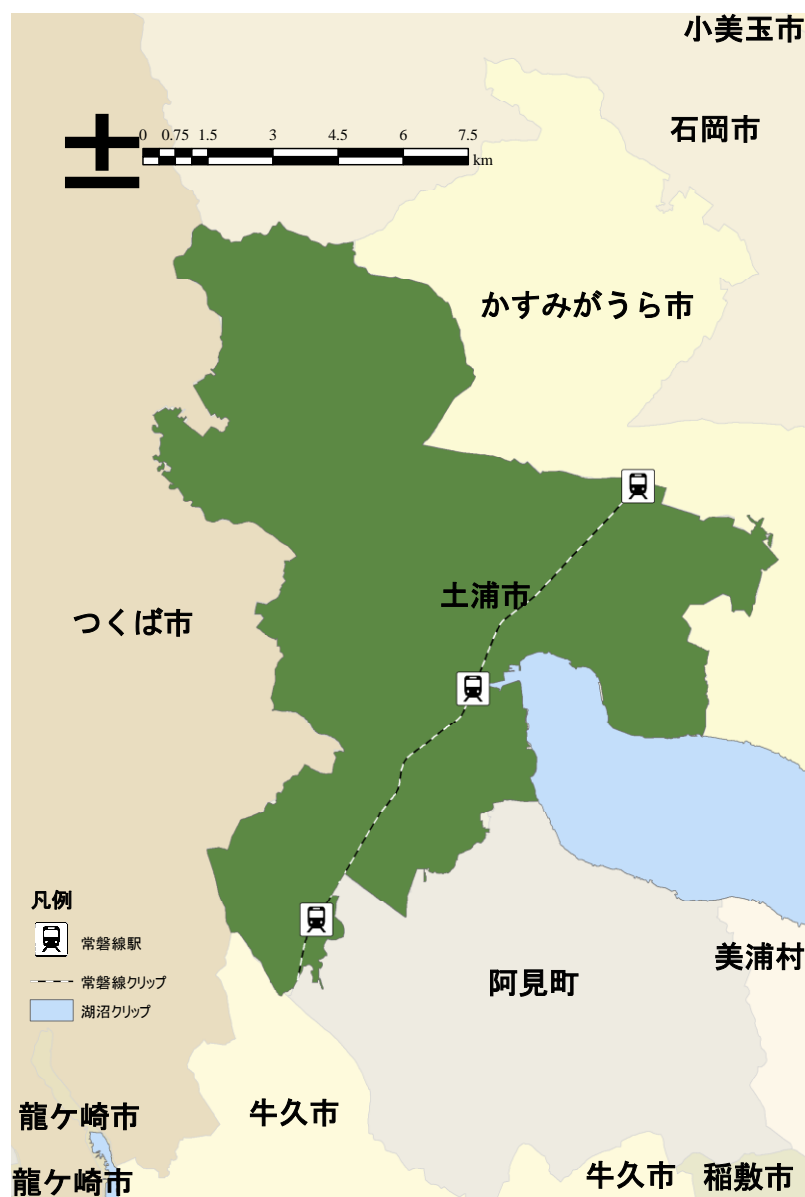 小美玉市
石岡市
0 0.75 1.5 3 4.5 6 7.5
km
かすみがうら市
土浦市
つくば市
凡例
常磐線駅
常磐線クリップ
湖沼クリップ
美浦村
阿見町
龍ケ崎市
牛久市
龍ケ崎市
牛久市
稲敷市